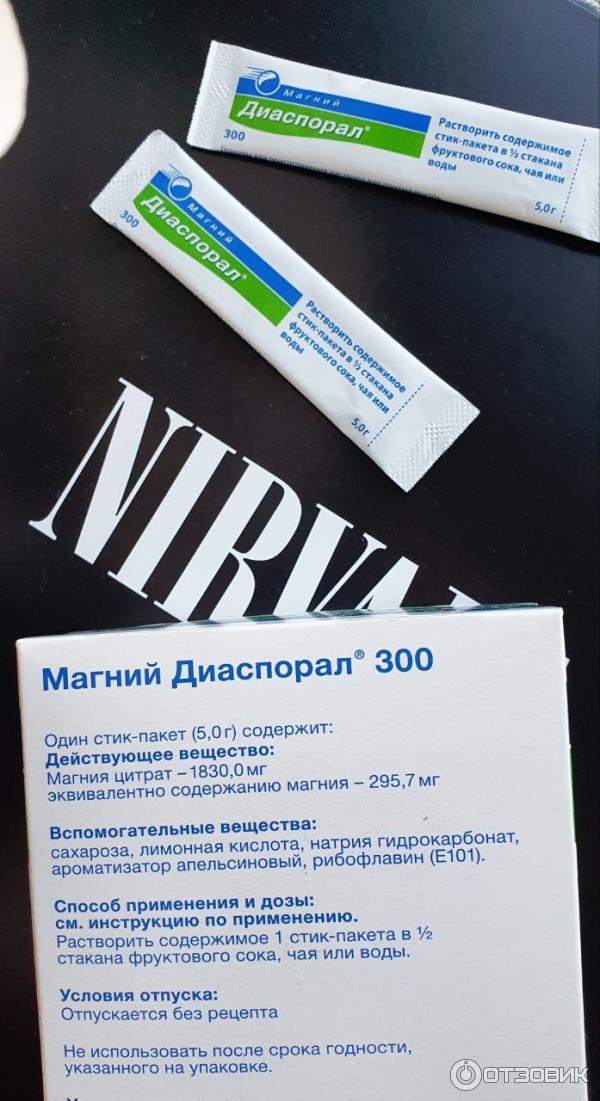 Магний
Диаспорал®
300
Растворить содержимое
стик-пакета в ½ стакана
фруктового сока, чая или
воды
5,0г
Магний
Диаспорал®
300
Растворить содержимое
стик-пакета в ½ стакана
фруктового сока, чая или
воды
5,0г
NIRVA
Магний Диаспорал® 300
Один стик-пакет (5,0 г) содержит:
Действующее вещество:
Магния цитрат – 1830,0 мг
эквивалентно содержанию магния – 295,7 мг
Вспомогательные вещества:
сахароза, лимонная кислота, натрия гидрокарбонат,
ароматизатор апельсиновый, рибофлавин (Е101).
Способ применения и дозы:
см. инструкцию по применению.
Растворить содержимое 1 стик-пакета в ½
стакана фруктового сока, чая или воды.
Условия отпуска:
Отпускается без рецепта
Не использовать после срока годности,
указанного на упаковке.
ОТЗОВИК